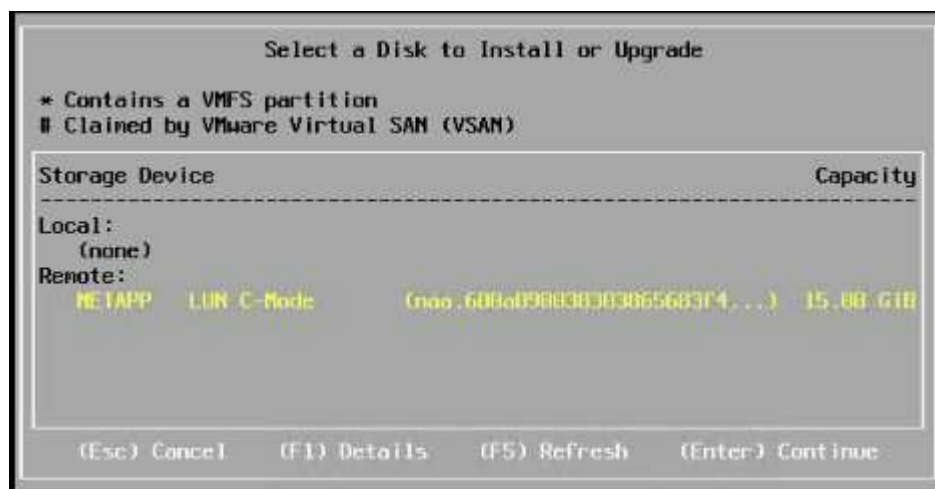 Select a Disk to Install or Upgrade
* Contains a VMFS partition
# Claimed by VMware Virtual SAN (VSAN)
Storage Device Capacity
Local:
(none)
Remote:
NETAPP LUN C-Mode 15.00 GiB
(Esc) Cancel (F1) Details (F5) Refresh (Enter) Continue